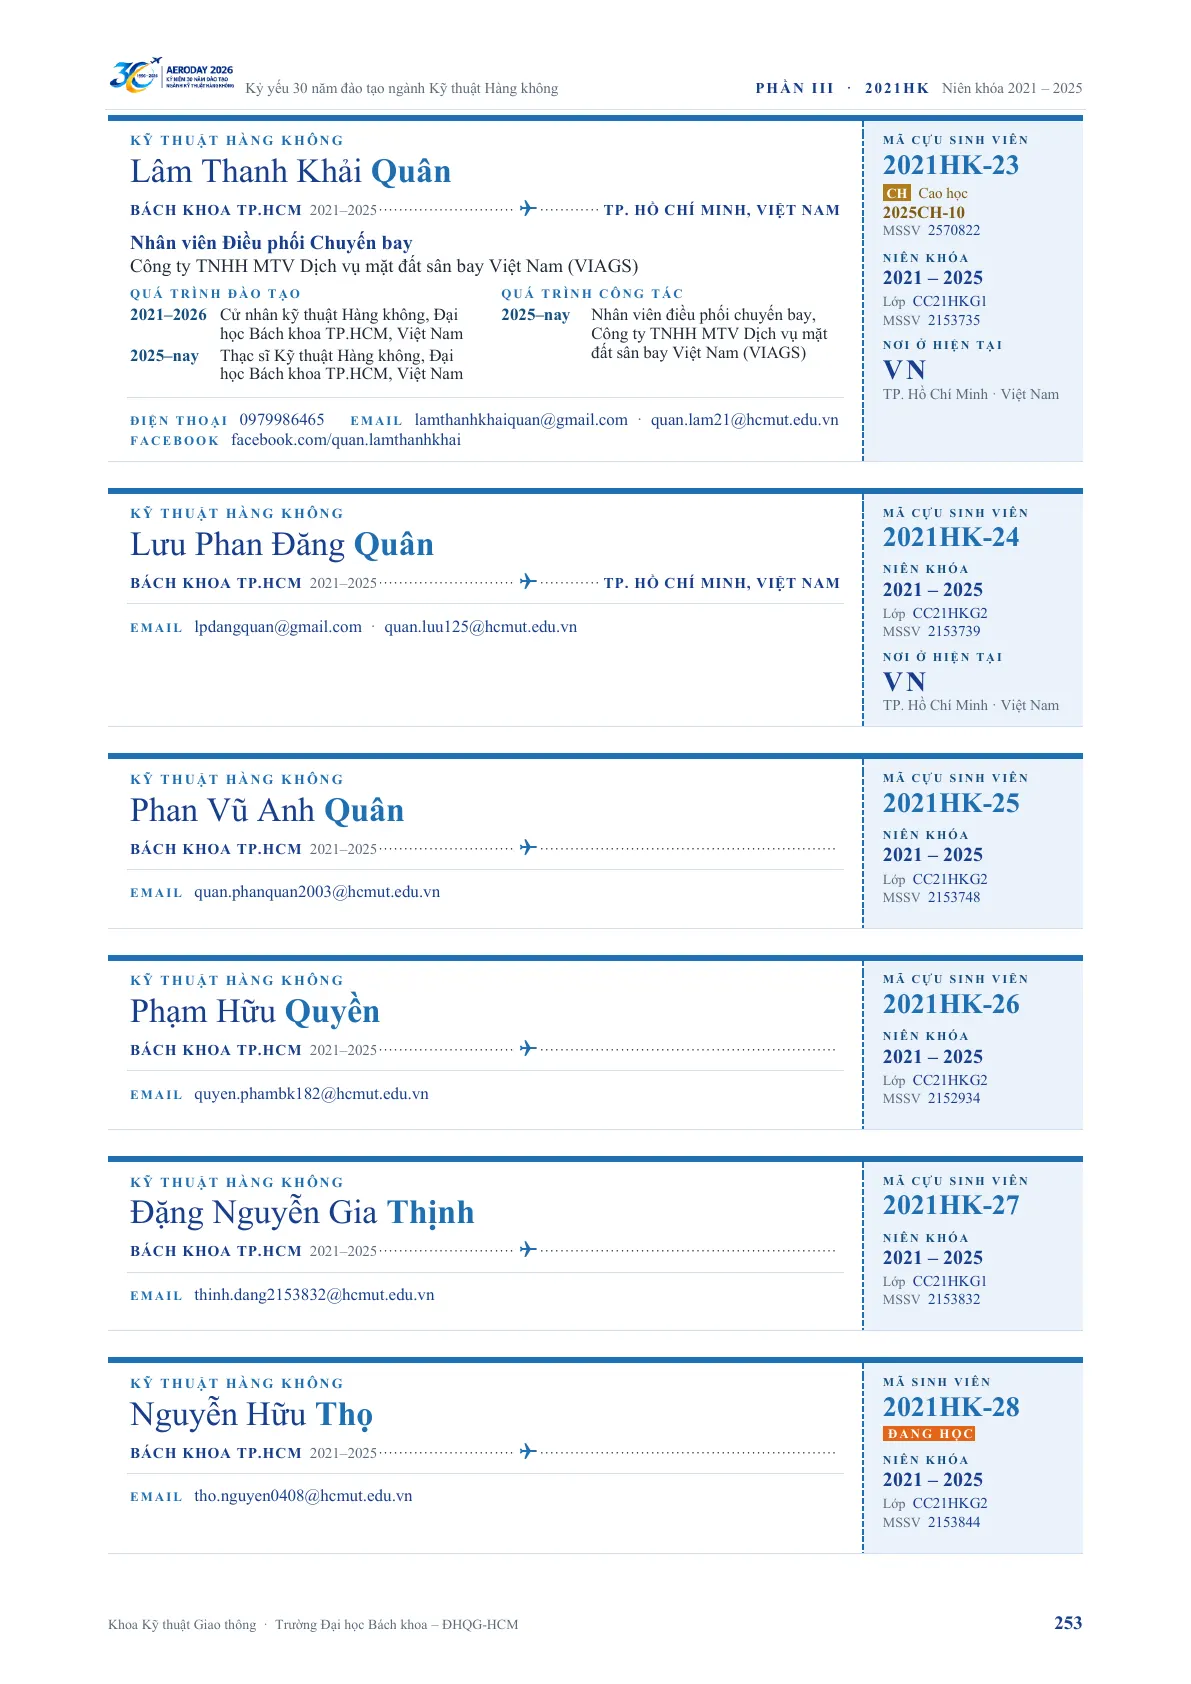 30
1996 - 2026
AERODAY 2026
KỶ NIỆM 30 NĂM ĐÀO TẠO
NGÀNH KỸ THUẬT HÀNG KHÔNG
Kỷ yếu 30 năm đào tạo ngành Kỹ thuật Hàng không
PHẦN III · 2021HK Niên khóa 2021 – 2025
KỸ THUẬT HÀNG KHÔNG
Lâm Thanh Khải Quân
BÁCH KHOA TP.HCM 2021–2025 TP. HỒ CHÍ MINH, VIỆT NAM
Nhân viên Điều phối Chuyến bay
Công ty TNHH MTV Dịch vụ mặt đất sân bay Việt Nam (VIAGS)
QUÁ TRÌNH ĐÀO TẠO
2021–2026 Cử nhân kỹ thuật Hàng không, Đại
học Bách khoa TP.HCM, Việt Nam
2025–nay Thạc sĩ Kỹ thuật Hàng không, Đại
học Bách khoa TP.HCM, Việt Nam
QUÁ TRÌNH CÔNG TÁC
2025–nay Nhân viên điều phối chuyến bay,
Công ty TNHH MTV Dịch vụ mặt
đất sân bay Việt Nam (VIAGS)
ĐIỆN THOẠI 0979986465 EMAIL lamthanhkhaiquan@gmail.com · quan.lam21@hcmut.edu.vn
FACEBOOK facebook.com/quan.lamthanhkhai
MÃ CỰU SINH VIÊN
2021HK-23
CH Cao học
2025CH-10
MSSV 2570822
NIÊN KHÓA
2021 – 2025
Lớp CC21HKG1
MSSV 2153735
NƠI Ở HIỆN TẠI
VN
TP. Hồ Chí Minh · Việt Nam
KỸ THUẬT HÀNG KHÔNG
Lưu Phan Đăng Quân
BÁCH KHOA TP.HCM 2021–2025 TP. HỒ CHÍ MINH, VIỆT NAM
EMAIL lpdangquan@gmail.com · quan.luu125@hcmut.edu.vn
MÃ CỰU SINH VIÊN
2021HK-24
NIÊN KHÓA
2021 – 2025
Lớp CC21HKG2
MSSV 2153739
NƠI Ở HIỆN TẠI
VN
TP. Hồ Chí Minh · Việt Nam
KỸ THUẬT HÀNG KHÔNG
Phan Vũ Anh Quân
BÁCH KHOA TP.HCM 2021–2025
EMAIL quan.phanquan2003@hcmut.edu.vn
MÃ CỰU SINH VIÊN
2021HK-25
NIÊN KHÓA
2021 – 2025
Lớp CC21HKG2
MSSV 2153748
KỸ THUẬT HÀNG KHÔNG
Phạm Hữu Quyền
BÁCH KHOA TP.HCM 2021–2025
EMAIL quyen.phambk182@hcmut.edu.vn
MÃ CỰU SINH VIÊN
2021HK-26
NIÊN KHÓA
2021 – 2025
Lớp CC21HKG2
MSSV 2152934
KỸ THUẬT HÀNG KHÔNG
Đặng Nguyễn Gia Thịnh
BÁCH KHOA TP.HCM 2021–2025
EMAIL thinh.dang2153832@hcmut.edu.vn
MÃ CỰU SINH VIÊN
2021HK-27
NIÊN KHÓA
2021 – 2025
Lớp CC21HKG1
MSSV 2153832
KỸ THUẬT HÀNG KHÔNG
Nguyễn Hữu Thọ
BÁCH KHOA TP.HCM 2021–2025
EMAIL tho.nguyen0408@hcmut.edu.vn
MÃ SINH VIÊN
2021HK-28
ĐANG HỌC
NIÊN KHÓA
2021 – 2025
Lớp CC21HKG2
MSSV 2153844
Khoa Kỹ thuật Giao thông · Trường Đại học Bách khoa – ĐHQG-HCM
253